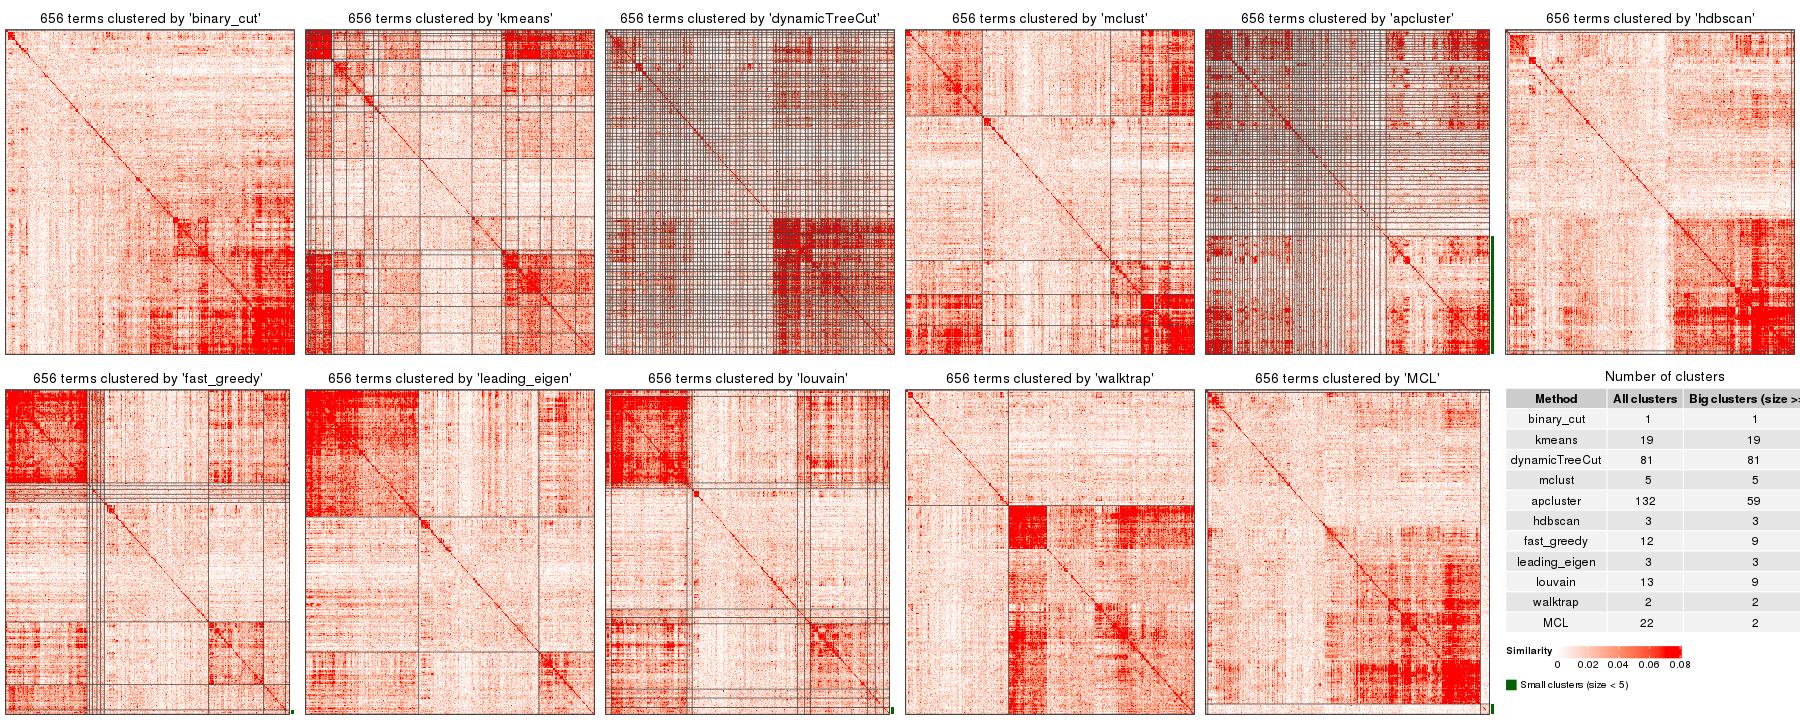 656 terms clustered by 'binary_cut'
656 terms clustered by 'kmeans'
656 terms clustered by 'dynamicTreeCut'
656 terms clustered by 'mclust'
656 terms clustered by 'apcluster'
656 terms clustered by 'hdbscan'
656 terms clustered by 'fast_greedy'
656 terms clustered by 'leading_eigen'
656 terms clustered by 'louvain'
656 terms clustered by 'walktrap'
656 terms clustered by 'MCL'
Number of clusters
Method All clusters Big clusters (size >=
binary_cut 1 1
kmeans 19 19
dynamicTreeCut 81 81
mclust 5 5
apcluster 132 59
hdbscan 3 3
fast_greedy 12 9
leading_eigen 3 3
louvain 13 9
walktrap 2 2
MCL 22 2
Similarity
0 0.02 0.04 0.06 0.08
Small clusters (size < 5)